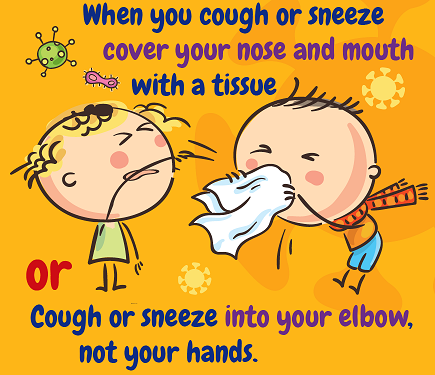 When you cough or sneeze
cover your nose and mouth
with a tissue
or
Cough or sneeze into your elbow,
not your hands.